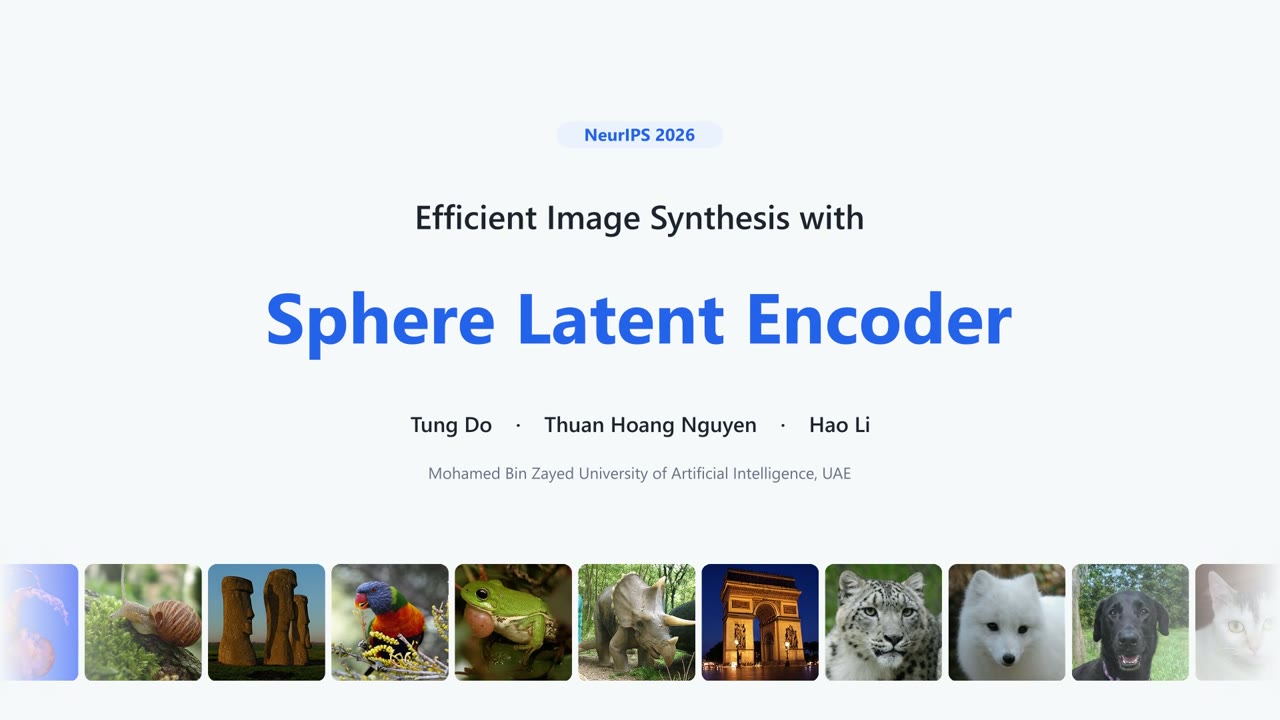 NeurIPS 2026
Efficient Image Synthesis with
Sphere Latent Encoder
Tung Do · Thuan Hoang Nguyen · Hao Li
Mohamed Bin Zayed University of Artificial Intelligence, UAE